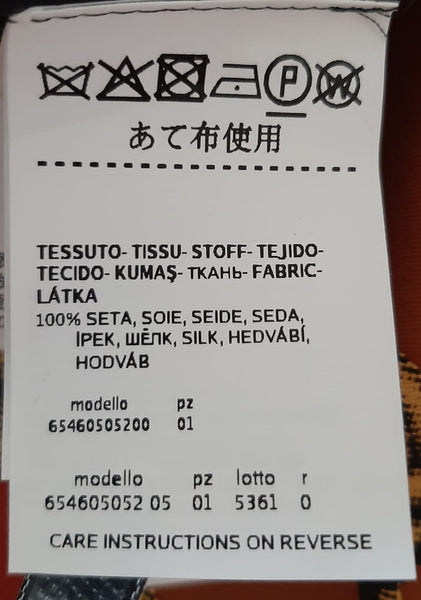 P W
あて布使用
TESSUTO- TISSU- STOFF- TEJIDO-
TECIDO- KUMAŞ- ТКАНЬ- FABRIC-
LÁTKA
100% SETA, SOIE, SEIDE, SEDA,
İPEK, ШЁЛК, SILK, HEDVÁBÍ,
HODVÁB
modello pz
65460505200 01
modello pz lotto r
654605052 05 01 5361 0
CARE INSTRUCTIONS ON REVERSE